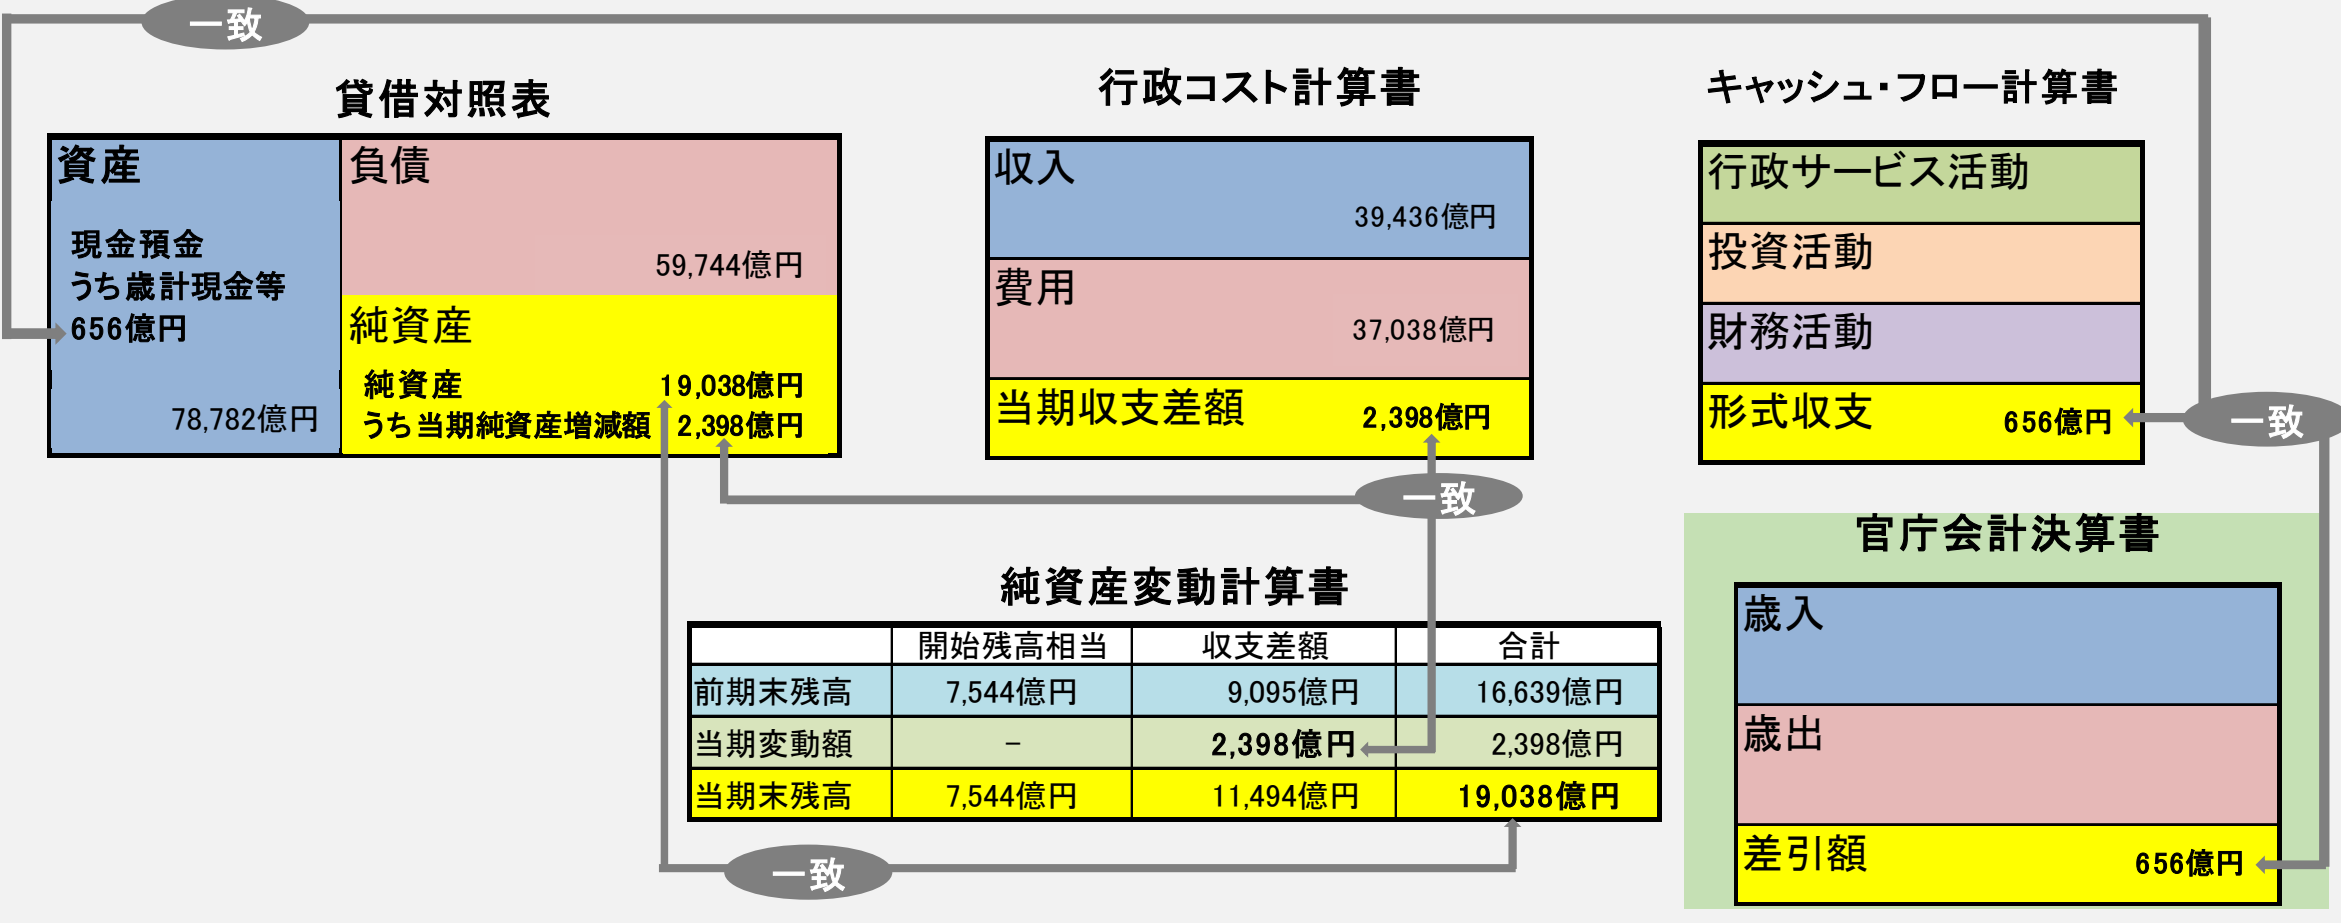 一致
貸借対照表
資産
現金預金
うち歳計現金等
656億円
78,782億円
負債
59,744億円
純資産
純資産 19,038億円
うち当期純資産増減額 2,398億円
行政コスト計算書
収入
39,436億円
費用
37,038億円
当期収支差額 2,398億円
一致
キャッシュ・フロー計算書
行政サービス活動
投資活動
財務活動
形式収支 656億円
一致
純資産変動計算書
開始残高相当 収支差額 合計
前期末残高 7,544億円 9,095億円 16,639億円
当期変動額 － 2,398億円 2,398億円
当期末残高 7,544億円 11,494億円 19,038億円
一致
官庁会計決算書
歳入
歳出
差引額 656億円